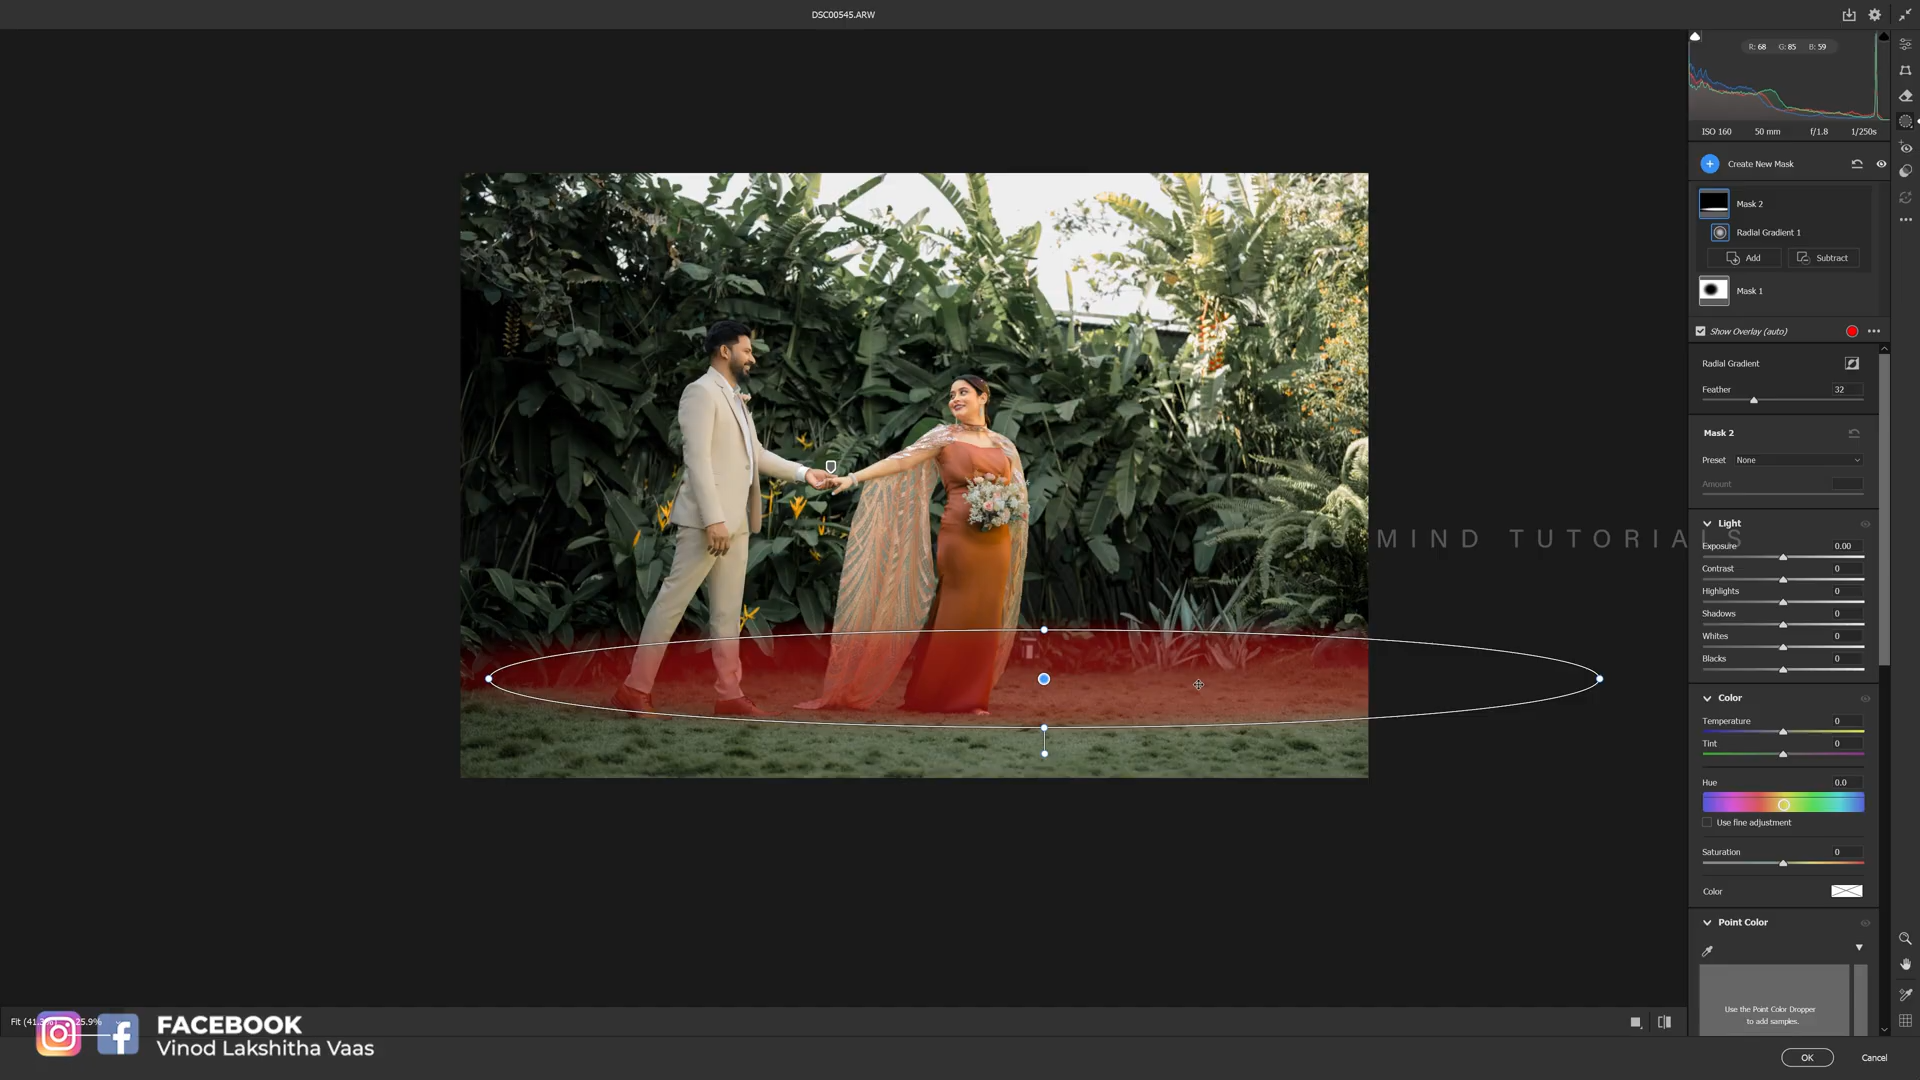 DSC00545.ARW
R: 68 G: 85 B: 59
ISO 160 50 mm f/1.8 1/250s
Create New Mask
Mask 2
Radial Gradient 1
Add Subtract
Mask 1
Show Overlay (auto)
Radial Gradient
Feather 32
Mask 2
Preset None
Amount
Light
MIND TUTORIALS
Exposure 0.00
Contrast 0
Highlights 0
Shadows 0
Whites 0
Blacks 0
Color
Temperature 0
Tint 0
Hue 0.0
Use fine adjustment
Saturation 0
Color
Point Color
Use the Point Color Dropper
to add samples.
25.9%
FACEBOOK
Vinod Lakshitha Vaas
OK Cancel